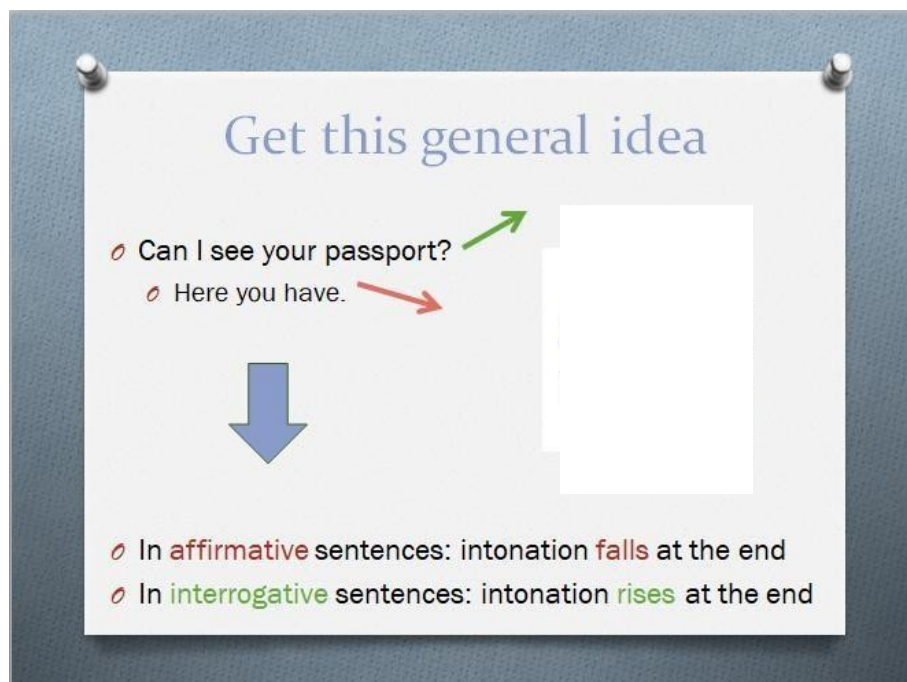 Get this general idea
Can I see your passport?
Here you have.
In affirmative sentences: intonation falls at the end
In interrogative sentences: intonation rises at the end